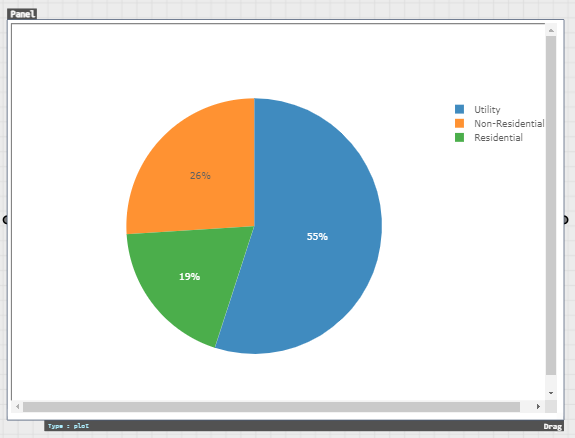 Panel
Utility
Non-Residential
Residential
26%
55%
19%
Type : plot
Drag